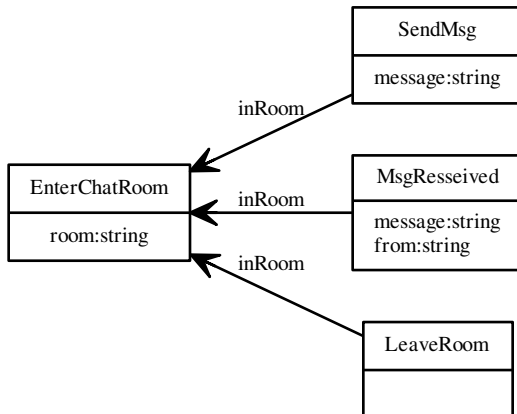 SendMsg
message:string
inRoom
EnterChatRoom
room:string
inRoom
MsgResseived
message:string
from:string
inRoom
LeaveRoom